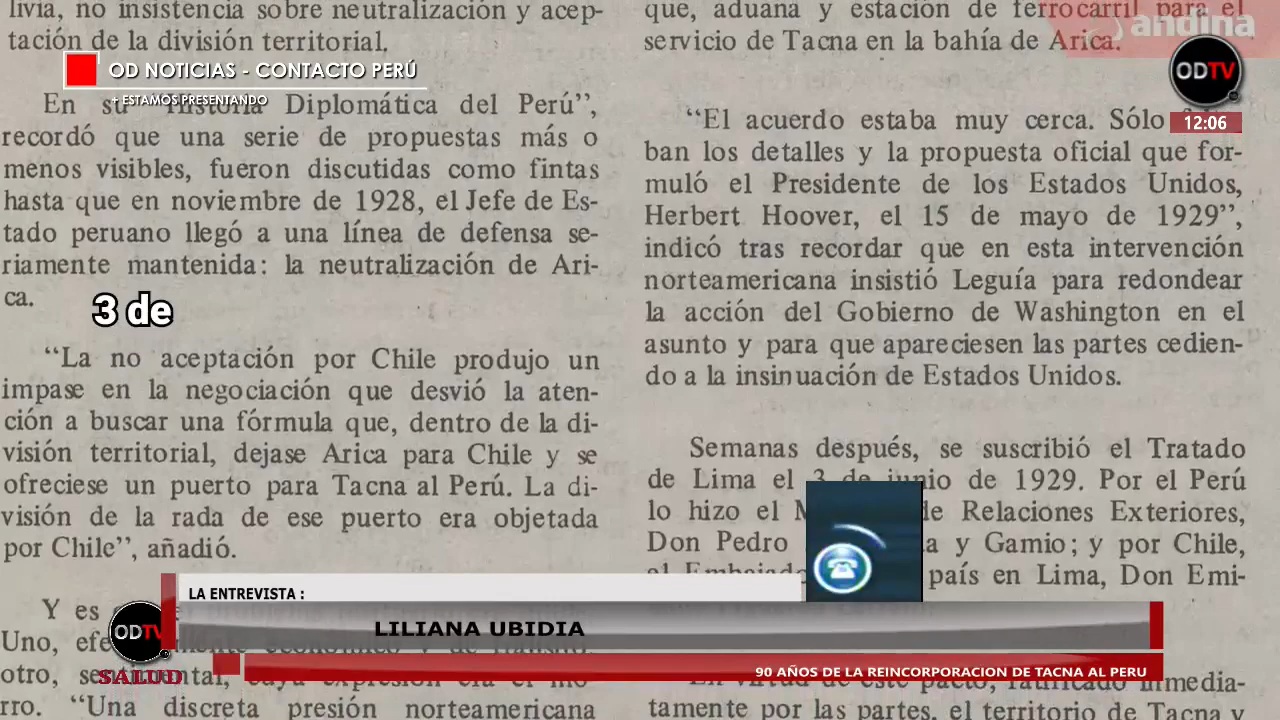 livia, no insistencia sobre neutralización y acep-
tación de la división territorial.
OD NOTICIAS - CONTACTO PERÚ
+ ESTAMOS PRESENTANDO
En su "Historia Diplomática del Perú",
recordó que una serie de propuestas más o
menos visibles, fueron discutidas como fintas
hasta que en noviembre de 1928, el Jefe de Es-
tado peruano llegó a una línea de defensa se-
riamente mantenida: la neutralización de Ari-
ca.
3 de
"La no aceptación por Chile produjo un
impase en la negociación que desvió la aten-
ción a buscar una fórmula que, dentro de la di-
visión territorial, dejase Arica para Chile y se
ofreciese un puerto para Tacna al Perú. La di-
visión de la rada de ese puerto era objetada
por Chile", añadió.
Y es
Uno,
otro,
rro. "Una discreta presión norteamericana
que, aduana y estación de ferrocarril para el
servicio de Tacna en la bahía de Arica.
andina
ODTV
12:06
"El acuerdo estaba muy cerca. Sólo
ban los detalles y la propuesta oficial que for-
muló el Presidente de los Estados Unidos,
Herbert Hoover, el 15 de mayo de 1929",
indicó tras recordar que en esta intervención
norteamericana insistió Leguía para redondear
la acción del Gobierno de Washington en el
asunto y para que apareciesen las partes cedien-
do a la insinuación de Estados Unidos.
Semanas después, se suscribió el Tratado
de Lima el 3 de junio de 1929. Por el Perú
lo hizo el de Relaciones Exteriores,
Don Pedro y Gamio; y por Chile,
el Embajador país en Lima, Don Emi-
En virtud de este pacto, ratificado inmedia-
tamente por las partes, el territorio de Tacna y
LA ENTREVISTA :
LILIANA UBIDIA
ODTV
SALUD
90 AÑOS DE LA REINCORPORACION DE TACNA AL PERU